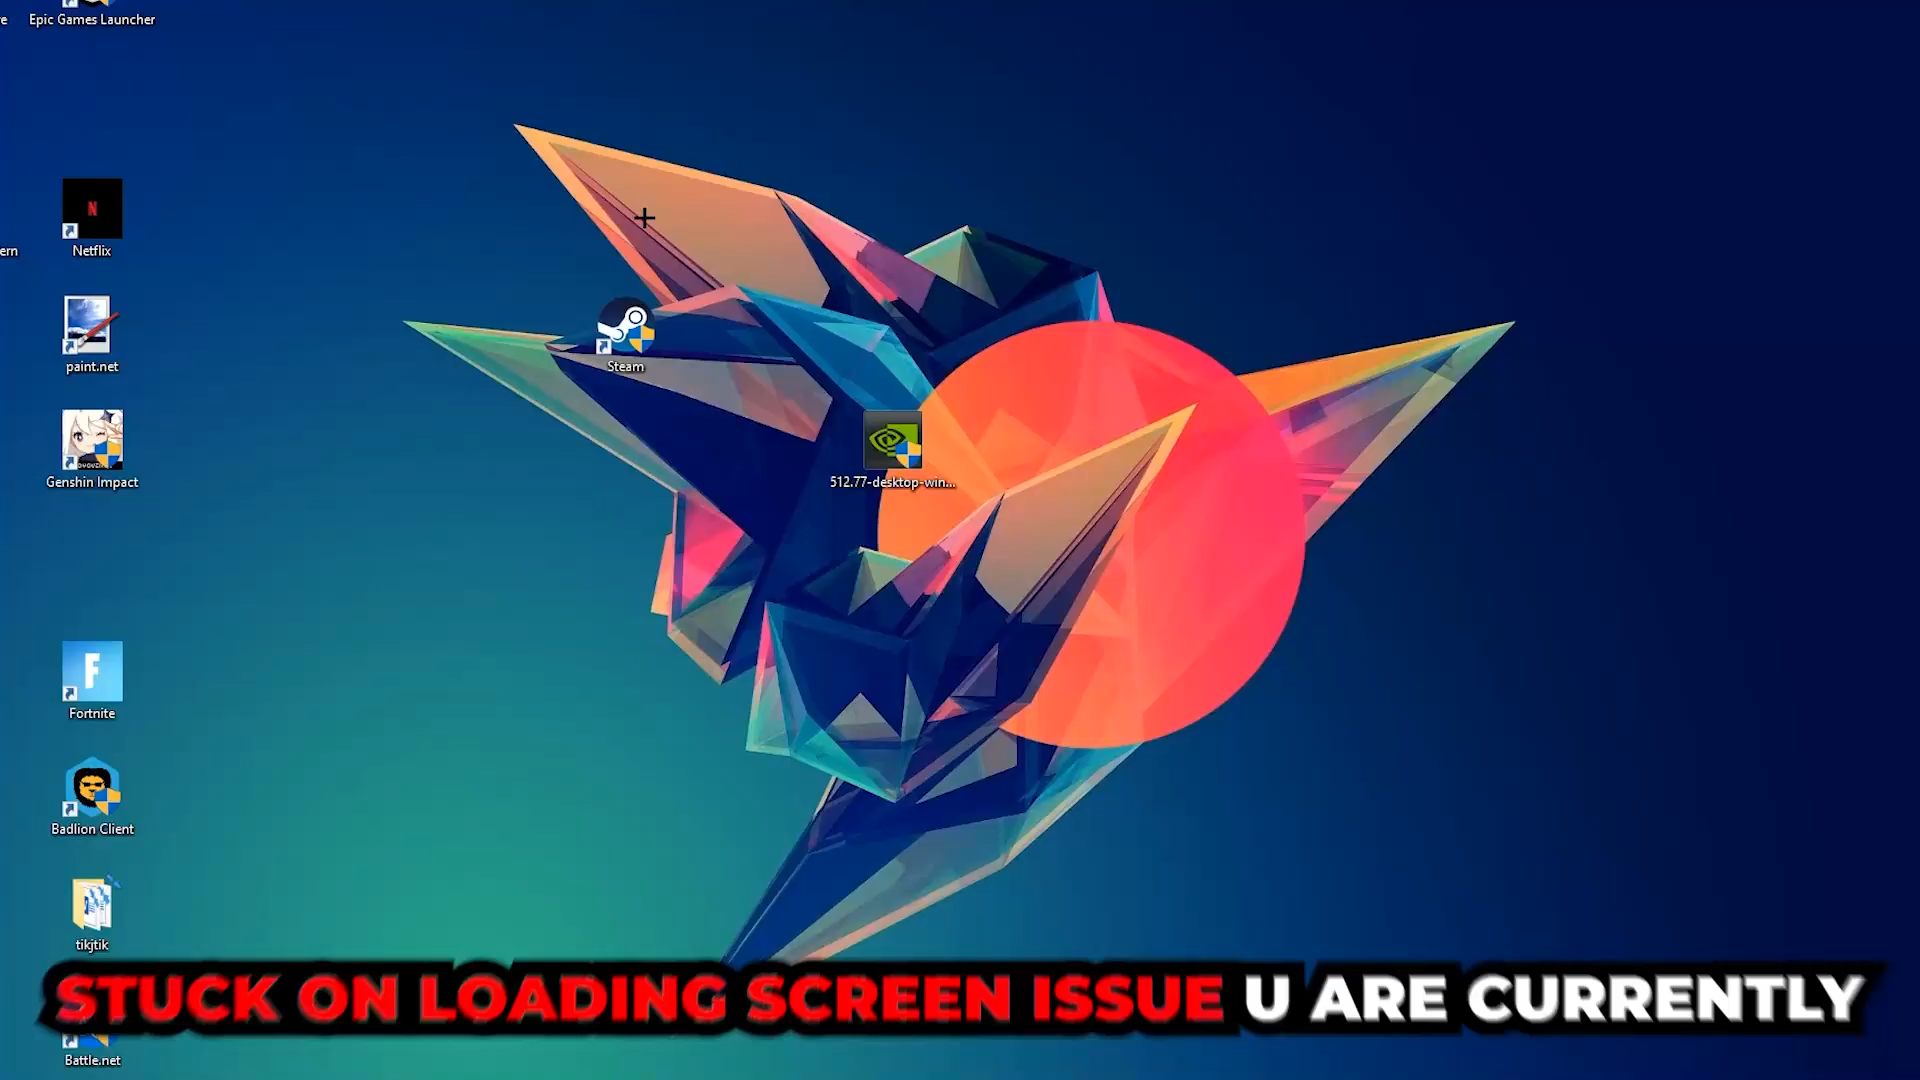 Epic Games Launcher
Netflix
ern
paint.net
Steam
Genshin Impact
512.77-desktop-win...
Fortnite
F
Badlion Client
tikjtik
STUCK ON LOADING SCREEN ISSUE U ARE CURRENTLY
Battle.net